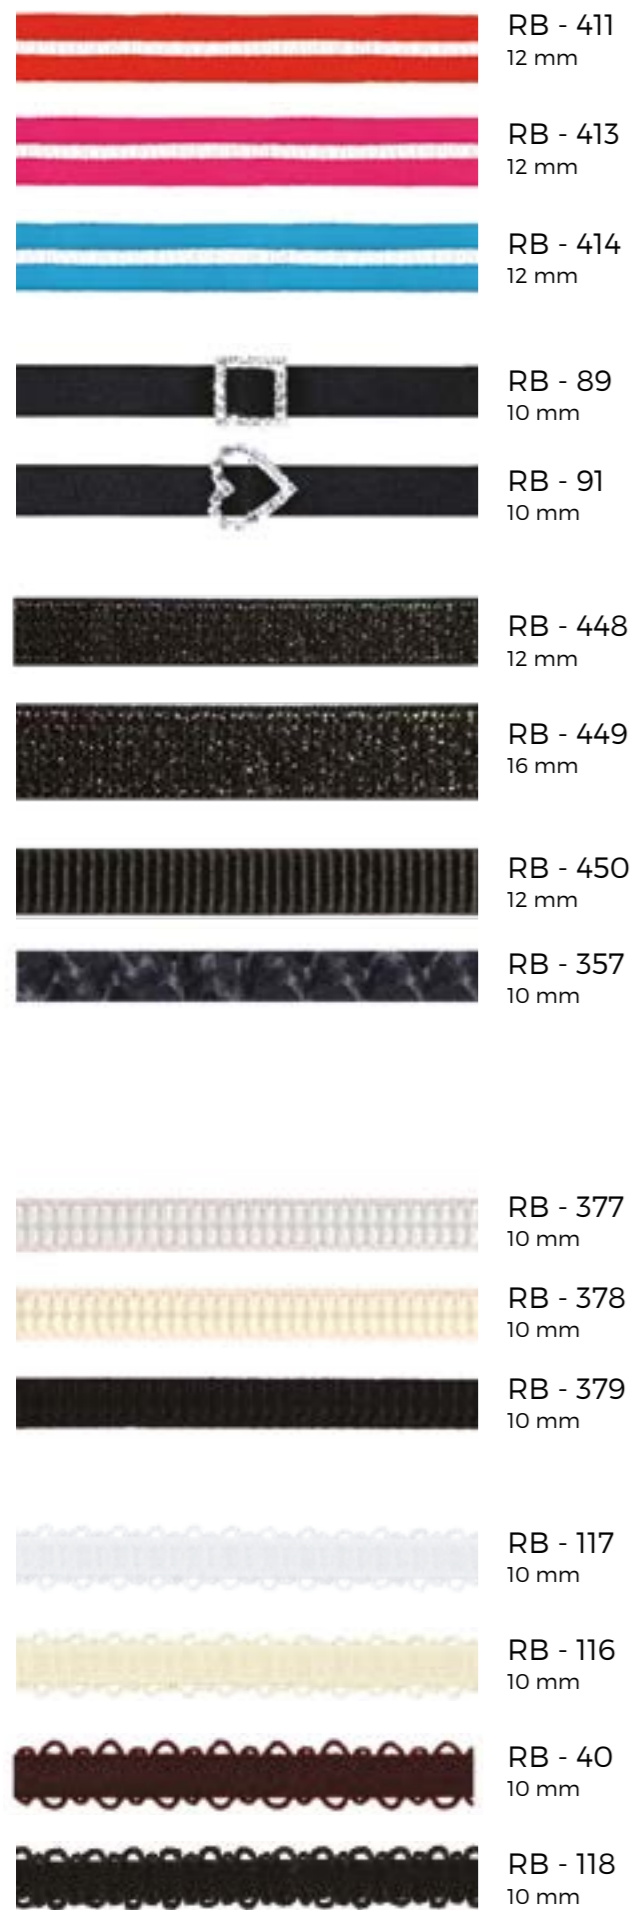 RB - 411
12 mm
RB - 413
12 mm
RB - 414
12 mm
RB - 89
10 mm
RB - 91
10 mm
RB - 448
12 mm
RB - 449
16 mm
RB - 450
12 mm
RB - 357
10 mm
RB - 377
10 mm
RB - 378
10 mm
RB - 379
10 mm
RB - 117
10 mm
RB - 116
10 mm
RB - 40
10 mm
RB - 118
10 mm